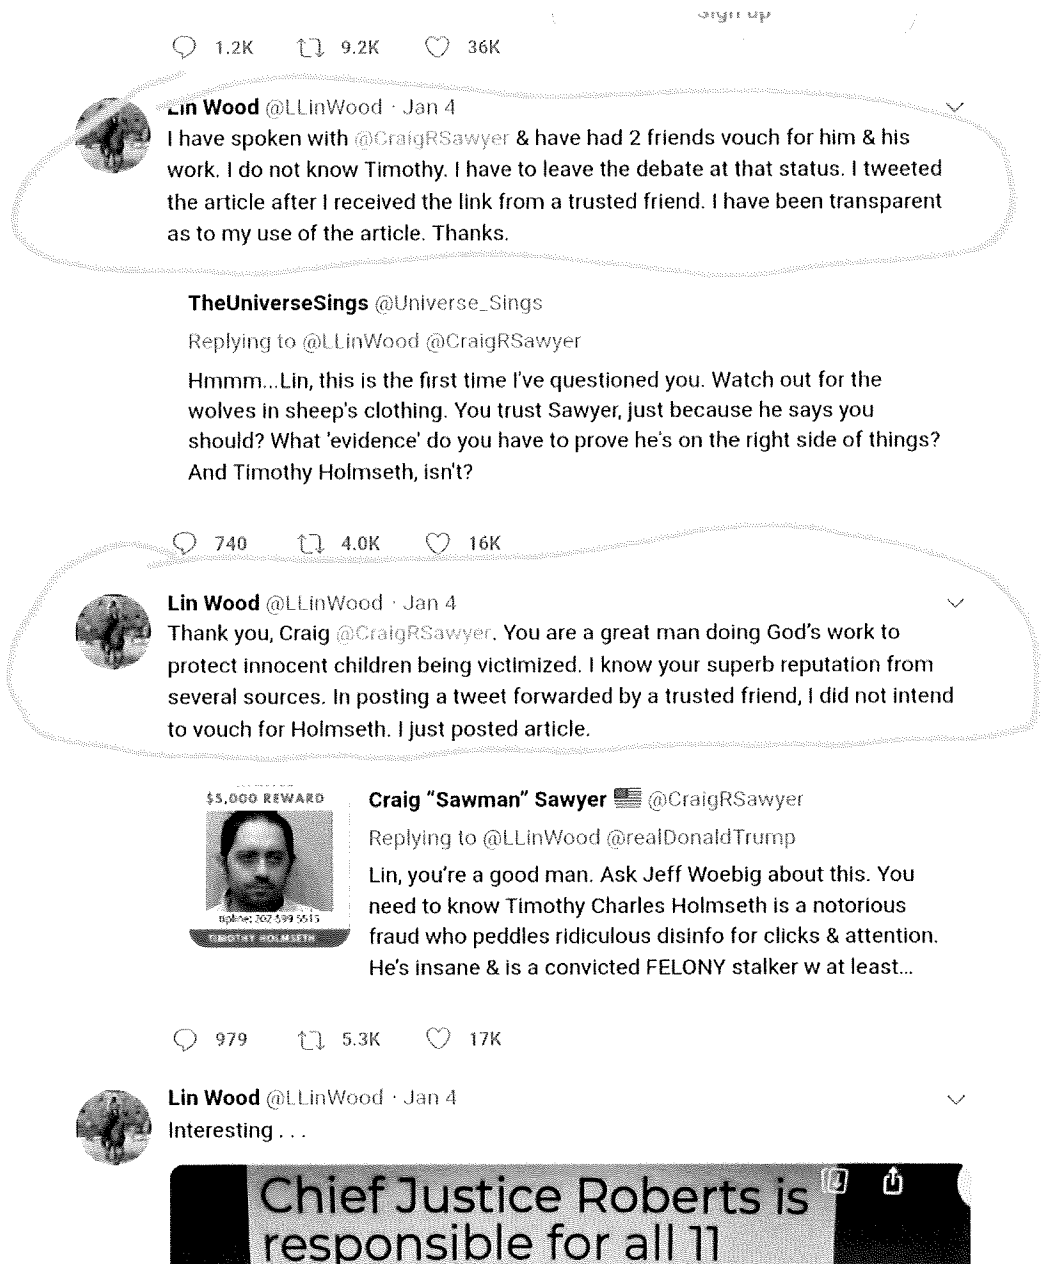 Sign up
1.2K 9.2K 36K
Lin Wood @LLinWood · Jan 4
I have spoken with @CraigRSawyer & have had 2 friends vouch for him & his
work. I do not know Timothy. I have to leave the debate at that status. I tweeted
the article after I received the link from a trusted friend. I have been transparent
as to my use of the article. Thanks.
TheUniverseSings @Universe_Sings
Replying to @LLinWood @CraigRSawyer
Hmmm...Lin, this is the first time I've questioned you. Watch out for the
wolves in sheep's clothing. You trust Sawyer, just because he says you
should? What 'evidence' do you have to prove he's on the right side of things?
And Timothy Holmseth, isn't?
740 4.0K 16K
Lin Wood @LLinWood · Jan 4
Thank you, Craig @CraigRSawyer. You are a great man doing God's work to
protect innocent children being victimized. I know your superb reputation from
several sources. In posting a tweet forwarded by a trusted friend, I did not intend
to vouch for Holmseth. I just posted article.
$5,000 REWARD
tipline: 202 599 5515
TIMOTHY HOLMSETH
Craig “Sawman” Sawyer @CraigRSawyer
Replying to @LLinWood @realDonaldTrump
Lin, you're a good man. Ask Jeff Woebig about this. You
need to know Timothy Charles Holmseth is a notorious
fraud who peddles ridiculous disinfo for clicks & attention.
He's insane & is a convicted FELONY stalker w at least...
979 5.3K 17K
Lin Wood @LLinWood · Jan 4
Interesting . . .
Chief Justice Roberts is
responsible for all 11